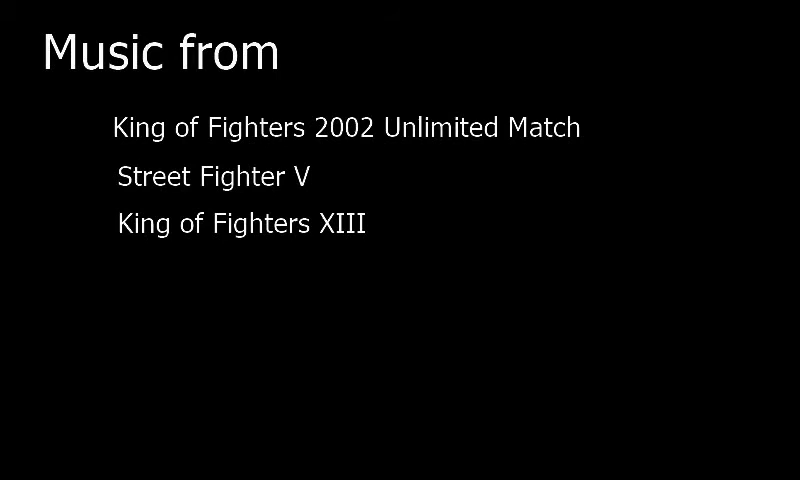 Music from
King of Fighters 2002 Unlimited Match
Street Fighter V
King of Fighters XIII